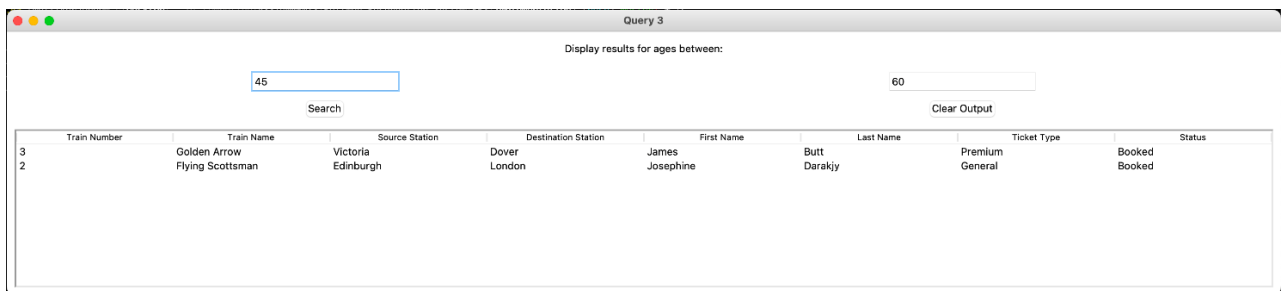 Query 3
Display results for ages between:
45 60
Search Clear Output
Train Number Train Name Source Station Destination Station First Name Last Name Ticket Type Status
3 Golden Arrow Victoria Dover James Butt Premium Booked
2 Flying Scottsman Edinburgh London Josephine Darakjy General Booked